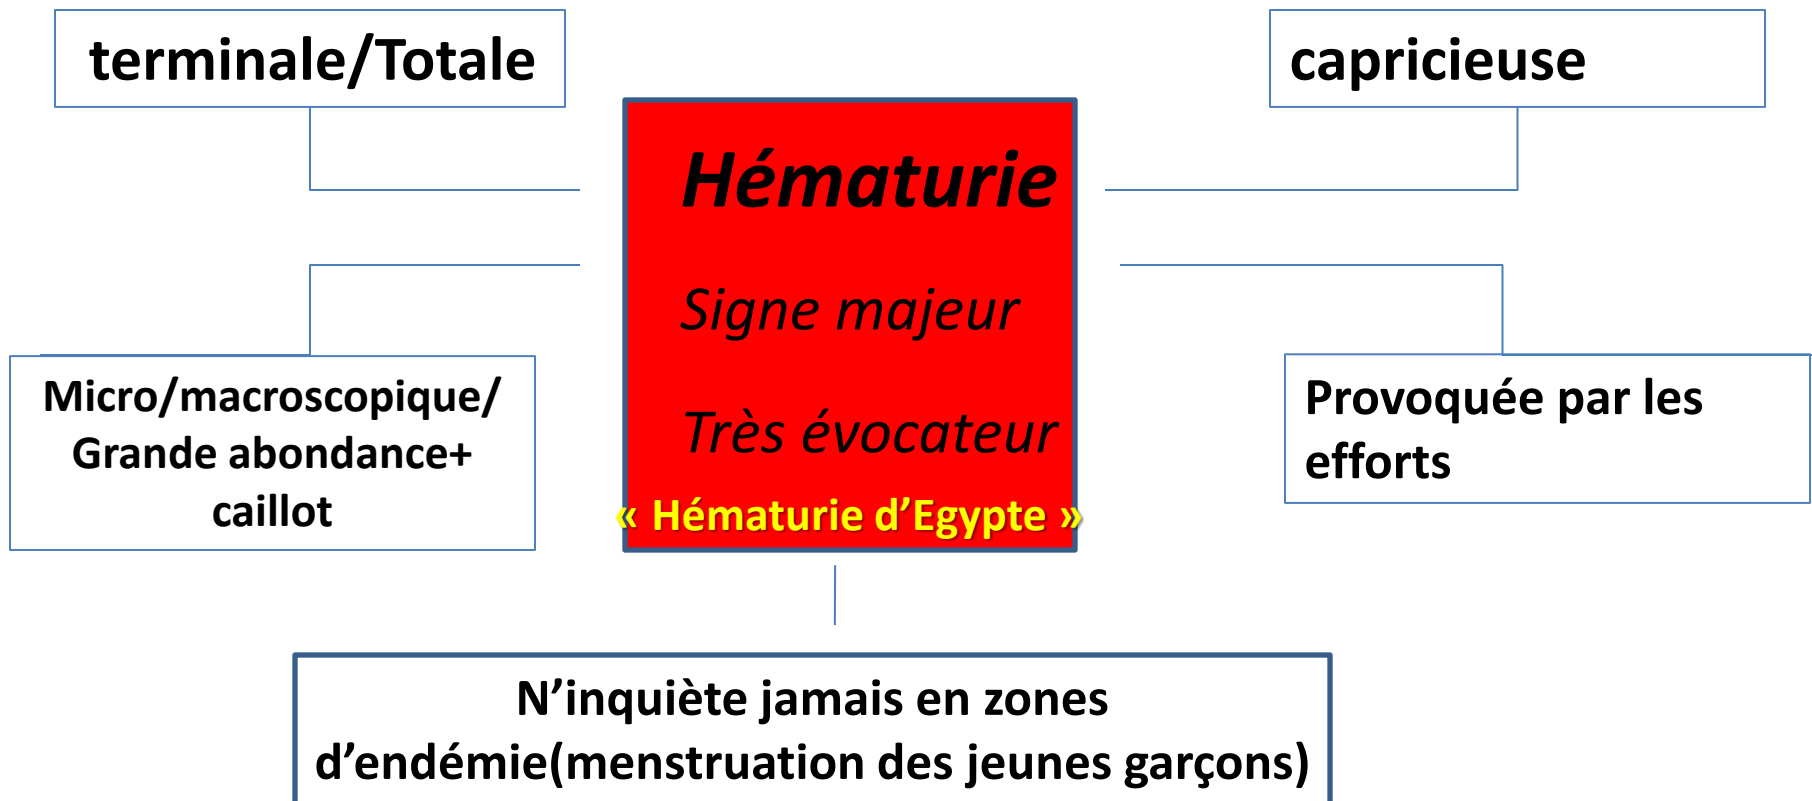 terminale/Totale
capricieuse
Hématurie
Signe majeur
Très évocateur
« Hématurie d’Egypte »
Micro/macroscopique/
Grande abondance+
caillot
Provoquée par les
efforts
N’inquiète jamais en zones
d’endémie(menstruation des jeunes garçons)